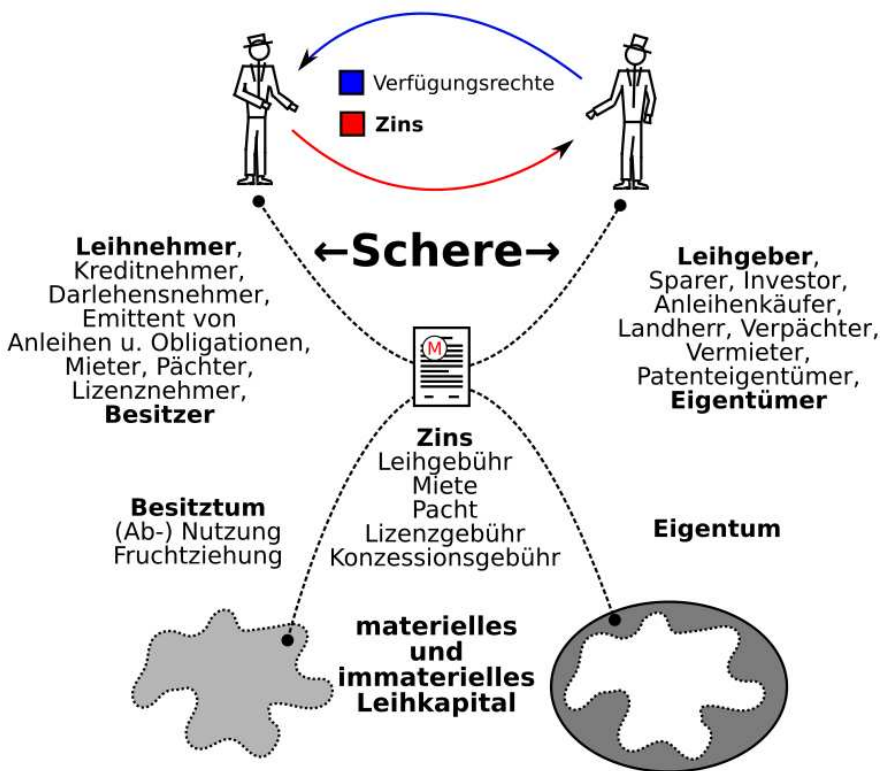 Verfügungsrechte
Zins
←Schere→
Leihnehmer,
Kreditnehmer,
Darlehensnehmer,
Emittent von
Anleihen u. Obligationen,
Mieter, Pächter,
Lizenznehmer,
Besitzer
Leihgeber,
Sparer, Investor,
Anleihenkäufer,
Landherr, Verpächter,
Vermieter,
Patenteigentümer,
Eigentümer
M
Zins
Leihgebühr
Miete
Pacht
Lizenzgebühr
Konzessionsgebühr
Besitztum
(Ab-) Nutzung
Fruchtziehung
Eigentum
materielles
und
immaterielles
Leihkapital